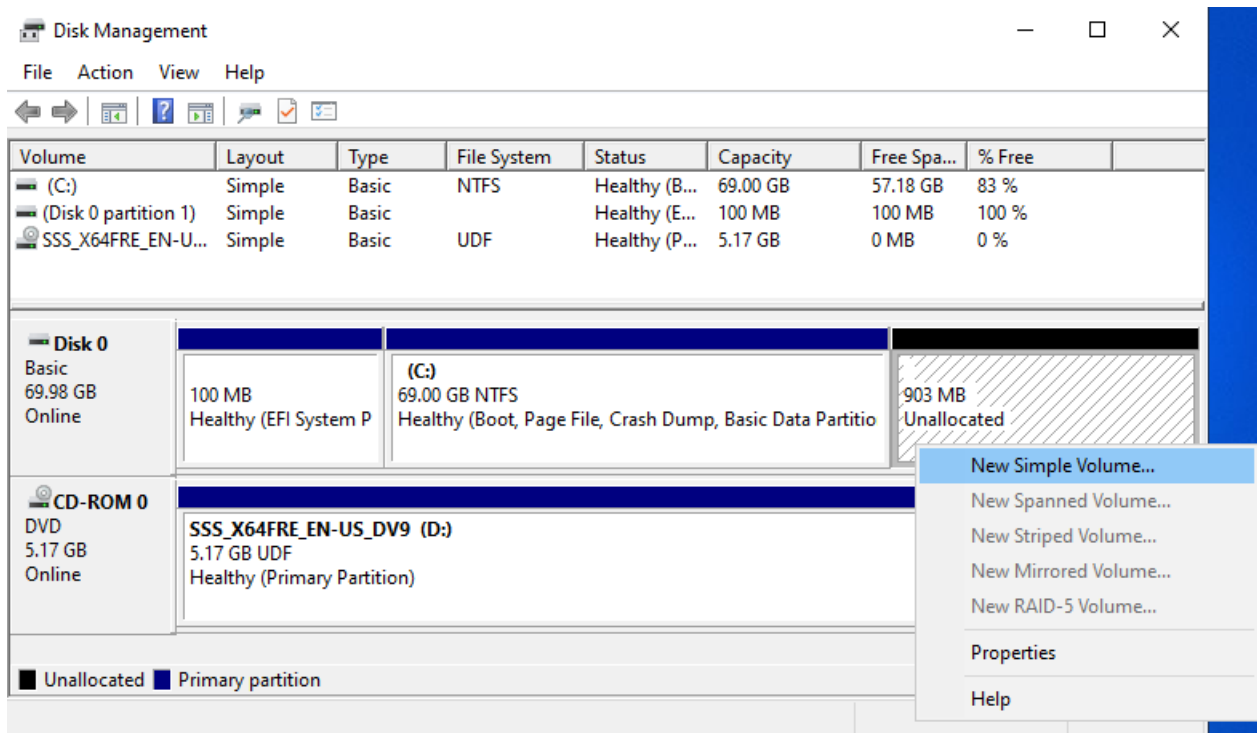 Disk Management
File Action View Help
Volume Layout Type File System Status Capacity Free Spa... % Free
(C:) Simple Basic NTFS Healthy (B... 69.00 GB 57.18 GB 83 %
(Disk 0 partition 1) Simple Basic Healthy (E... 100 MB 100 MB 100 %
SSS_X64FRE_EN-U... Simple Basic UDF Healthy (P... 5.17 GB 0 MB 0 %
Disk 0
Basic
69.98 GB
Online
100 MB
Healthy (EFI System P
(C:)
69.00 GB NTFS
Healthy (Boot, Page File, Crash Dump, Basic Data Partitio
903 MB
Unallocated
CD-ROM 0
DVD
5.17 GB
Online
SSS_X64FRE_EN-US_DV9 (D:)
5.17 GB UDF
Healthy (Primary Partition)
New Simple Volume...
New Spanned Volume...
New Striped Volume...
New Mirrored Volume...
New RAID-5 Volume...
Properties
Help
Unallocated Primary partition